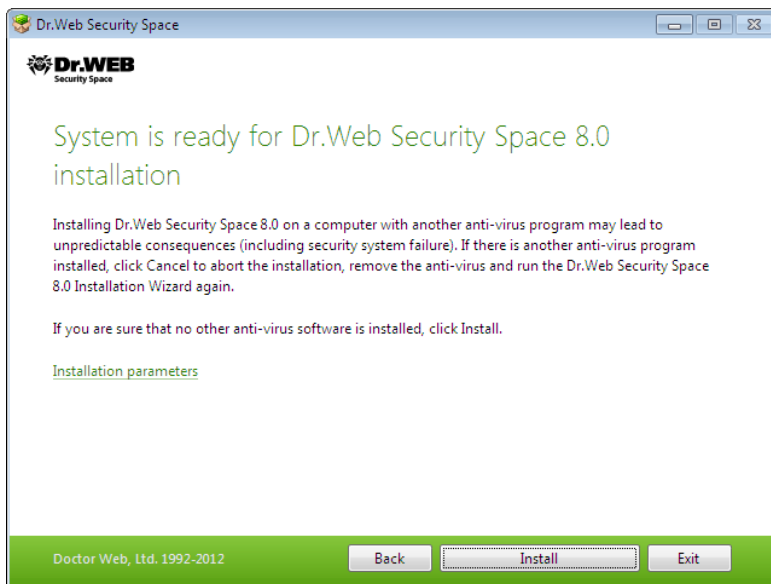 Dr.Web Security Space
Dr.WEB
Security Space
System is ready for Dr.Web Security Space 8.0
installation
Installing Dr.Web Security Space 8.0 on a computer with another anti-virus program may lead to
unpredictable consequences (including security system failure). If there is another anti-virus program
installed, click Cancel to abort the installation, remove the anti-virus and run the Dr.Web Security Space
8.0 Installation Wizard again.
If you are sure that no other anti-virus software is installed, click Install.
Installation parameters
Doctor Web, Ltd. 1992-2012
Back
Install
Exit